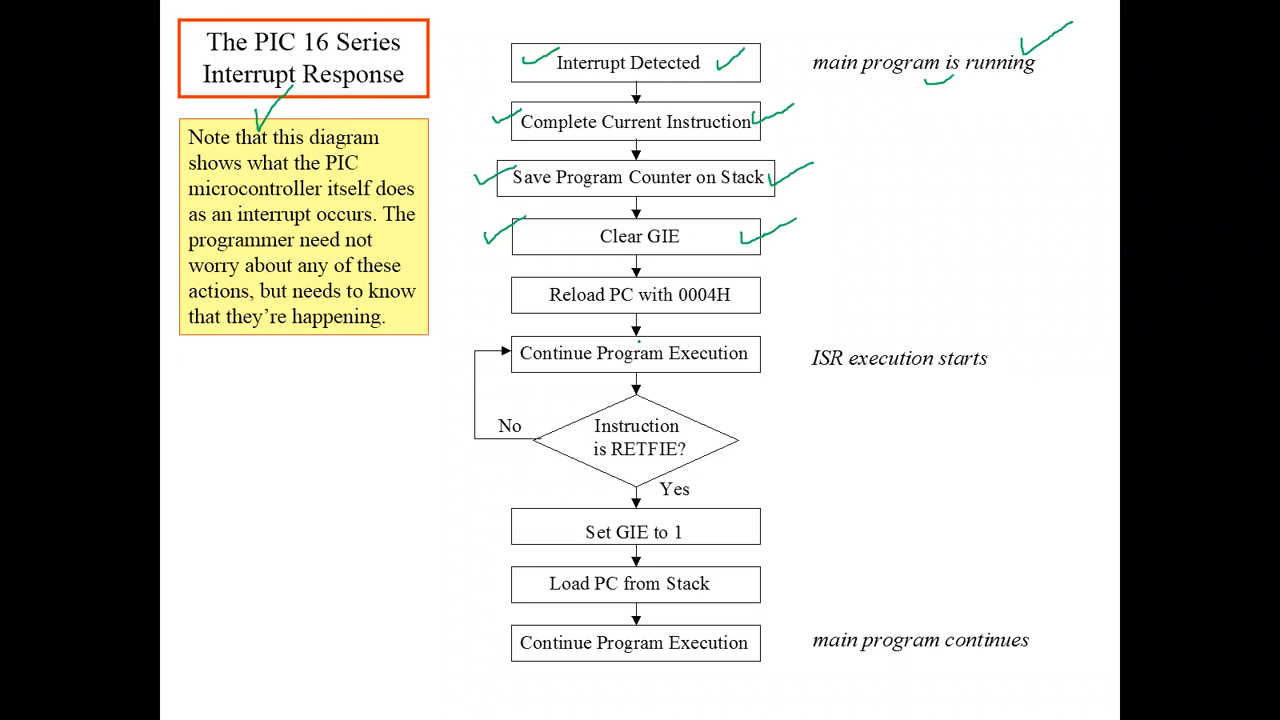 The PIC 16 Series
Interrupt Response
Note that this diagram
shows what the PIC
microcontroller itself does
as an interrupt occurs. The
programmer need not
worry about any of these
actions, but needs to know
that they're happening.
Interrupt Detected
main program is running
Complete Current Instruction
Save Program Counter on Stack
Clear GIE
Reload PC with 0004H
Continue Program Execution
ISR execution starts
No
Instruction
is RETFIE?
Yes
Set GIE to 1
Load PC from Stack
Continue Program Execution
main program continues